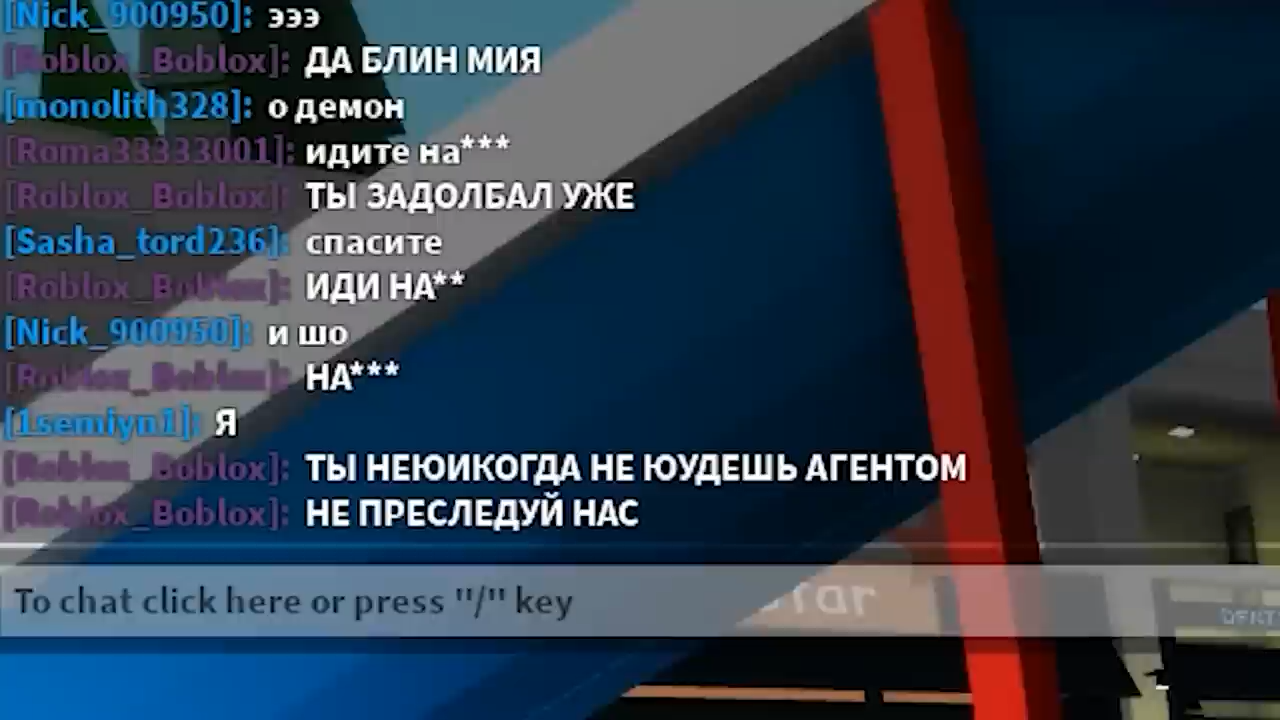 [Nick_900950]: эээ
[Roblox_Boblox]: ДА БЛИН МИЯ
[monolith328]: о демон
[Roma33333001]: идите на***
[Roblox_Boblox]: ТЫ ЗАДОЛБАЛ УЖЕ
[Sasha_tord236]: спасите
[Roblox_Boblox]: ИДИ НА**
[Nick_900950]: и шо
[Roblox_Boblox]: НА***
[1semiyn1]: Я
[Roblox_Boblox]: ТЫ НЕЮИКОГДА НЕ ЮУДЕШЬ АГЕНТОМ
[Roblox_Boblox]: НЕ ПРЕСЛЕДУЙ НАС
To chat click here or press "/" key